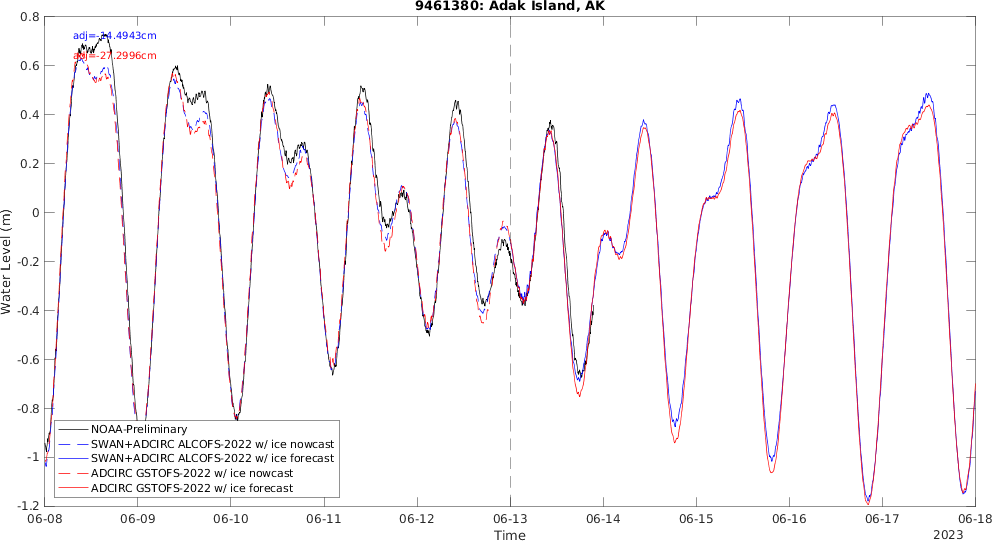 9461380: Adak Island, AK
adj=-14.4943cm
adj=-27.2996cm
Water Level (m)
0.8
0.6
0.4
0.2
0
-0.2
-0.4
-0.6
-0.8
-1
-1.2
NOAA-Preliminary
SWAN+ADCIRC ALCOFS-2022 w/ ice nowcast
SWAN+ADCIRC ALCOFS-2022 w/ ice forecast
ADCIRC GSTOFS-2022 w/ ice nowcast
ADCIRC GSTOFS-2022 w/ ice forecast
06-08 06-09 06-10 06-11 06-12 06-13 06-14 06-15 06-16 06-17 06-18
Time
2023